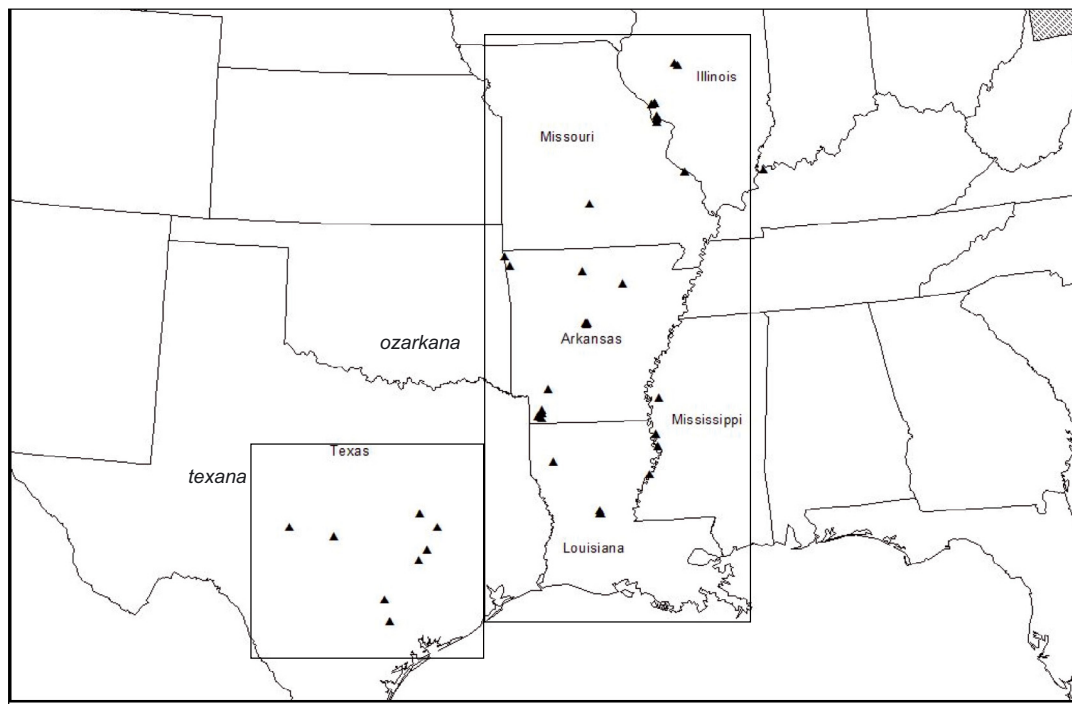 Illinois
Missouri
ozarkana
Arkansas
Mississippi
Texas
texana
Louisiana